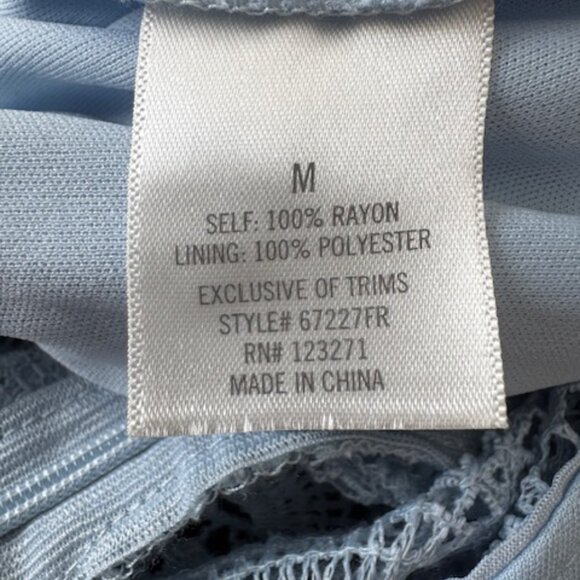 M
SELF: 100% RAYON
LINING: 100% POLYESTER
EXCLUSIVE OF TRIMS
STYLE# 67227FR
RN# 123271
MADE IN CHINA